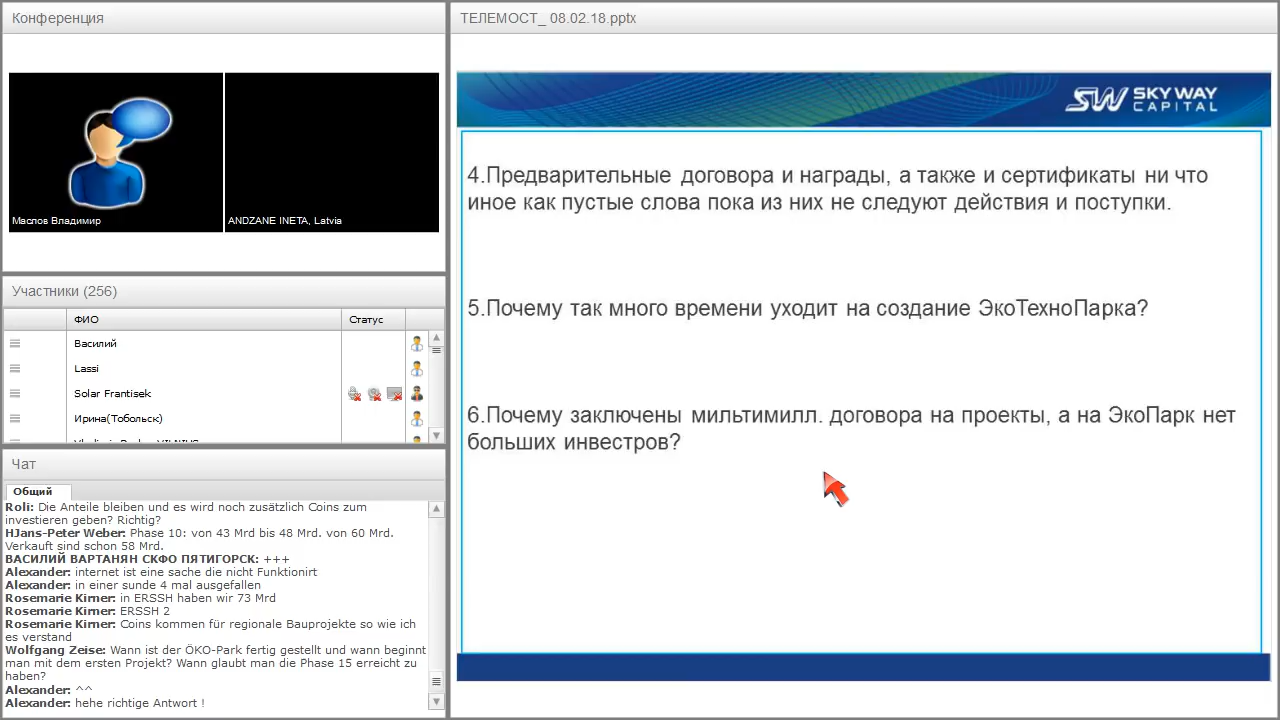 Конференция
Маслов Владимир
ANDZANE INETA, Latvia
Участники (256)
ФИО
Статус
Василий
Lassi
Solar Frantisek
Ирина(Тобольск)
Чат
Общий
Roli: Die Anteile bleiben und es wird noch zusätzlich Coins zum
investieren geben? Richtig?
HJans-Peter Weber: Phase 10: von 43 Mrd bis 48 Mrd. von 60 Mrd.
Verkauft sind schon 58 Mrd.
ВАСИЛИЙ ВАРТАНЯН СКФО ПЯТИГОРСК: +++
Alexander: internet ist eine sache die nicht Funktionirt
Alexander: in einer sunde 4 mal ausgefallen
Rosemarie Kirner: in ERSSH haben wir 73 Mrd
Rosemarie Kirner: ERSSH 2
Rosemarie Kirner: Coins kommen für regionale Bauprojekte so wie ich
es verstand
Wolfgang Zeise: Wann ist der ÖKO-Park fertig gestellt und wann beginnt
man mit dem ersten Projekt? Wann glaubt man die Phase 15 erreicht zu
haben?
Alexander: ^^
Alexander: hehe richtige Antwort !
ТЕЛЕМОСТ_ 08.02.18.pptx
SW SKY WAY
CAPITAL
4.Предварительные договора и награды, а также и сертификаты ни что
иное как пустые слова пока из них не следуют действия и поступки.
5.Почему так много времени уходит на создание ЭкоТехноПарка?
6.Почему заключены мильтимилл. договора на проекты, а на ЭкоПарк нет
больших инвестров?